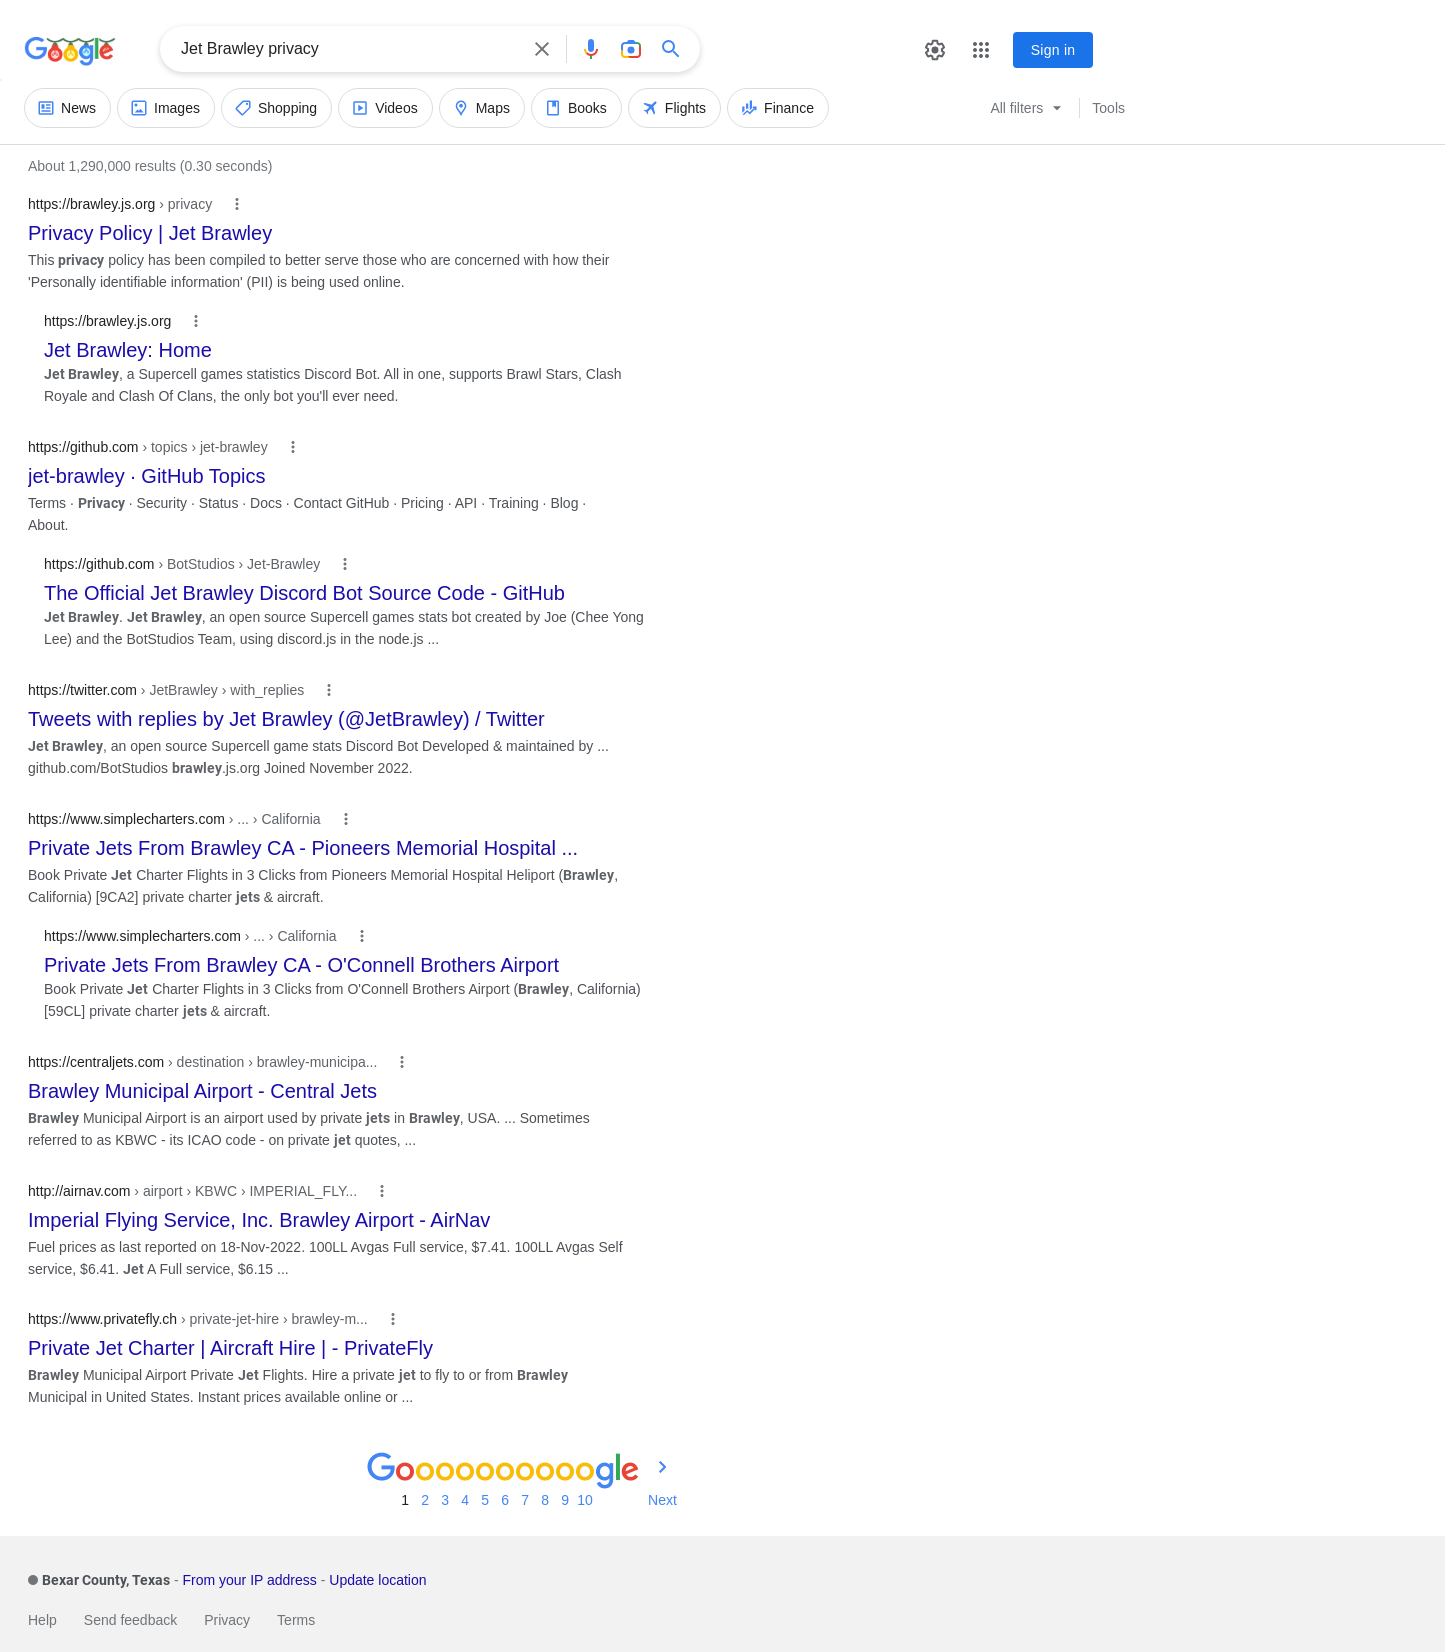 Google
Jet Brawley privacy
Sign in
News Images Shopping Videos Maps Books Flights Finance All filters Tools
About 1,290,000 results (0.30 seconds)
https://brawley.js.org › privacy
Privacy Policy | Jet Brawley
This privacy policy has been compiled to better serve those who are concerned with how their
'Personally identifiable information' (PII) is being used online.
https://brawley.js.org
Jet Brawley: Home
Jet Brawley, a Supercell games statistics Discord Bot. All in one, supports Brawl Stars, Clash
Royale and Clash Of Clans, the only bot you'll ever need.
https://github.com › topics › jet-brawley
jet-brawley · GitHub Topics
Terms · Privacy · Security · Status · Docs · Contact GitHub · Pricing · API · Training · Blog ·
About.
https://github.com › BotStudios › Jet-Brawley
The Official Jet Brawley Discord Bot Source Code - GitHub
Jet Brawley. Jet Brawley, an open source Supercell games stats bot created by Joe (Chee Yong
Lee) and the BotStudios Team, using discord.js in the node.js ...
https://twitter.com › JetBrawley › with_replies
Tweets with replies by Jet Brawley (@JetBrawley) / Twitter
Jet Brawley, an open source Supercell game stats Discord Bot Developed & maintained by ...
github.com/BotStudios brawley.js.org Joined November 2022.
https://www.simplecharters.com › ... › California
Private Jets From Brawley CA - Pioneers Memorial Hospital ...
Book Private Jet Charter Flights in 3 Clicks from Pioneers Memorial Hospital Heliport (Brawley,
California) [9CA2] private charter jets & aircraft.
https://www.simplecharters.com › ... › California
Private Jets From Brawley CA - O'Connell Brothers Airport
Book Private Jet Charter Flights in 3 Clicks from O'Connell Brothers Airport (Brawley, California)
[59CL] private charter jets & aircraft.
https://centraljets.com › destination › brawley-municipa...
Brawley Municipal Airport - Central Jets
Brawley Municipal Airport is an airport used by private jets in Brawley, USA. ... Sometimes
referred to as KBWC - its ICAO code - on private jet quotes, ...
http://airnav.com › airport › KBWC › IMPERIAL_FLY...
Imperial Flying Service, Inc. Brawley Airport - AirNav
Fuel prices as last reported on 18-Nov-2022. 100LL Avgas Full service, $7.41. 100LL Avgas Self
service, $6.41. Jet A Full service, $6.15 ...
https://www.privatefly.ch › private-jet-hire › brawley-m...
Private Jet Charter | Aircraft Hire | - PrivateFly
Brawley Municipal Airport Private Jet Flights. Hire a private jet to fly to or from Brawley
Municipal in United States. Instant prices available online or ...
Goooooooooogle
1 2 3 4 5 6 7 8 9 10 Next
Bexar County, Texas - From your IP address - Update location
Help Send feedback Privacy Terms